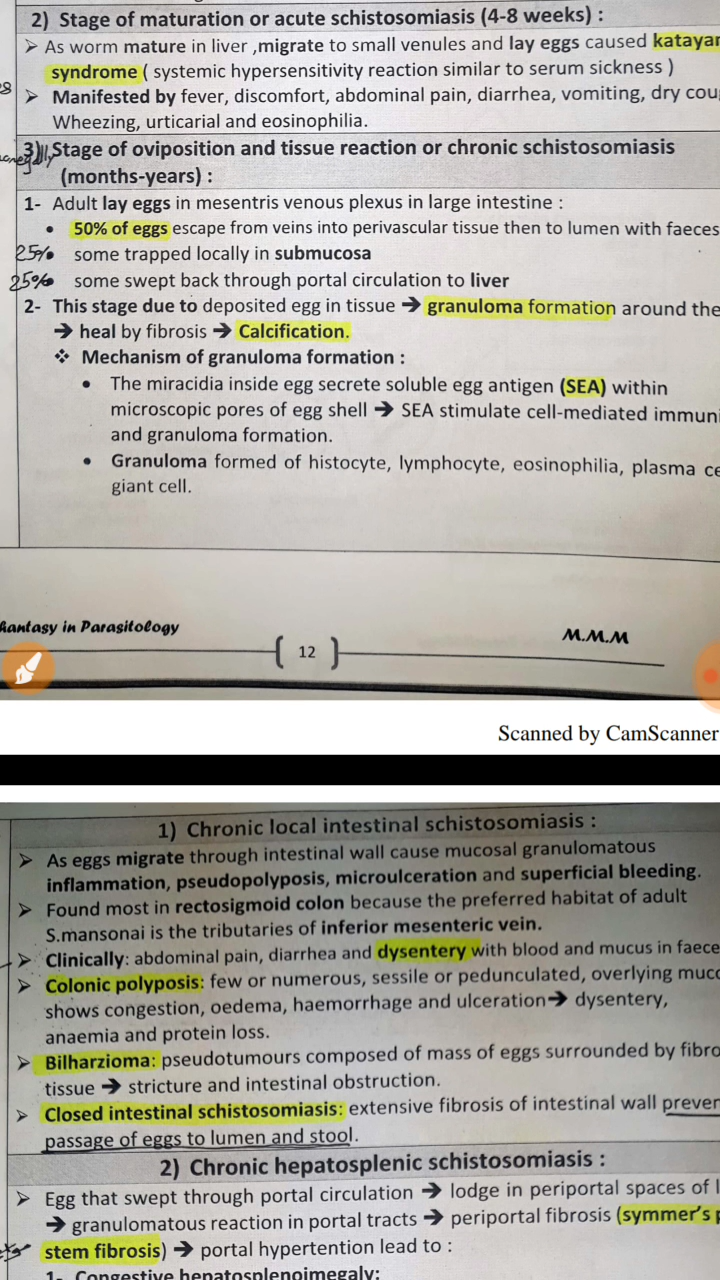 2) Stage of maturation or acute schistosomiasis (4-8 weeks) :
➢ As worm mature in liver ,migrate to small venules and lay eggs caused katayar
syndrome ( systemic hypersensitivity reaction similar to serum sickness )
➢ Manifested by fever, discomfort, abdominal pain, diarrhea, vomiting, dry cou
Wheezing, urticarial and eosinophilia.
3) Stage of oviposition and tissue reaction or chronic schistosomiasis
(months-years) :
1- Adult lay eggs in mesentris venous plexus in large intestine :
• 50% of eggs escape from veins into perivascular tissue then to lumen with faeces
25% some trapped locally in submucosa
25% some swept back through portal circulation to liver
2- This stage due to deposited egg in tissue ➔ granuloma formation around the
➔ heal by fibrosis ➔ Calcification.
❖ Mechanism of granuloma formation :
• The miracidia inside egg secrete soluble egg antigen (SEA) within
microscopic pores of egg shell ➔ SEA stimulate cell-mediated immuni
and granuloma formation.
• Granuloma formed of histocyte, lymphocyte, eosinophilia, plasma ce
giant cell.
hantasy in Parasitology
12
M.M.M
Scanned by CamScanner
1) Chronic local intestinal schistosomiasis :
➢ As eggs migrate through intestinal wall cause mucosal granulomatous
inflammation, pseudopolyposis, microulceration and superficial bleeding.
➢ Found most in rectosigmoid colon because the preferred habitat of adult
S.mansonai is the tributaries of inferior mesenteric vein.
➢ Clinically: abdominal pain, diarrhea and dysentery with blood and mucus in faece
➢ Colonic polyposis: few or numerous, sessile or pedunculated, overlying muco
shows congestion, oedema, haemorrhage and ulceration➔ dysentery,
anaemia and protein loss.
➢ Bilharzioma: pseudotumours composed of mass of eggs surrounded by fibro
tissue ➔ stricture and intestinal obstruction.
➢ Closed intestinal schistosomiasis: extensive fibrosis of intestinal wall preven
passage of eggs to lumen and stool.
2) Chronic hepatosplenic schistosomiasis :
➢ Egg that swept through portal circulation ➔ lodge in periportal spaces of l
➔ granulomatous reaction in portal tracts ➔ periportal fibrosis (symmer's p
stem fibrosis) ➔ portal hypertention lead to :
1- Congestive hepatosplenoimegaly: